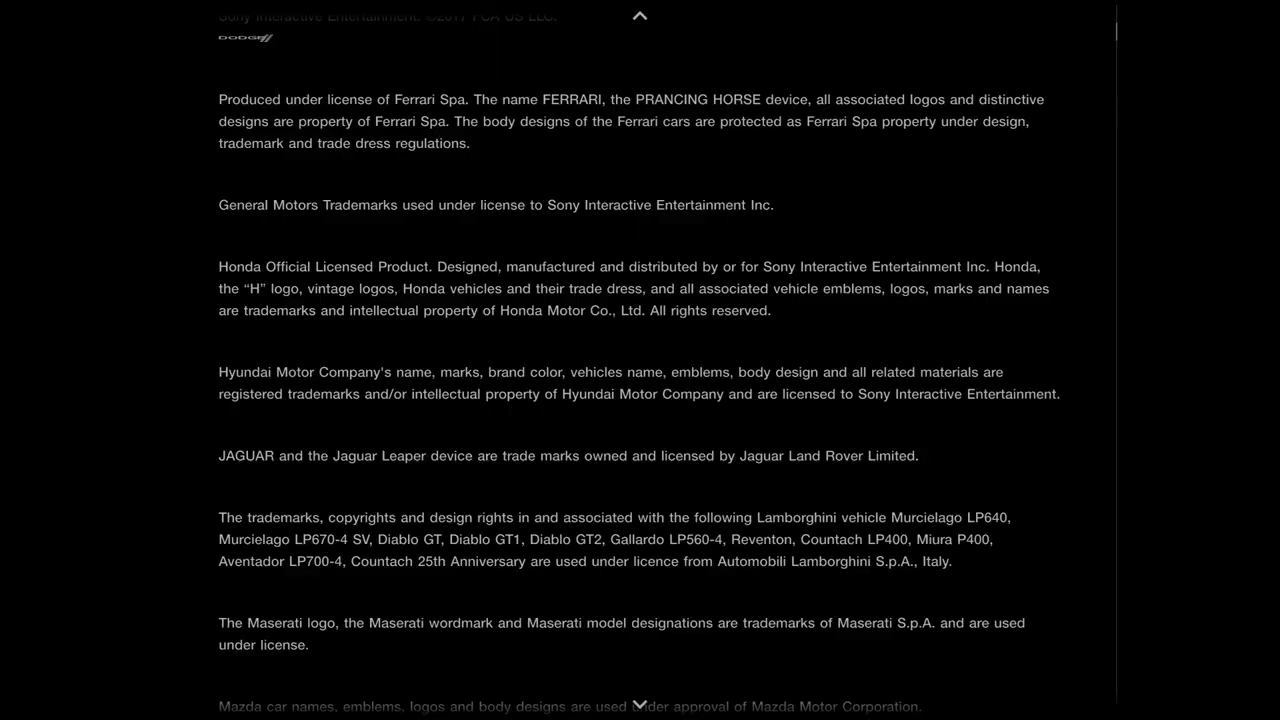 Sony Interactive Entertainment. ©2017 FCA US LLC.
DODGE
Produced under license of Ferrari Spa. The name FERRARI, the PRANCING HORSE device, all associated logos and distinctive
designs are property of Ferrari Spa. The body designs of the Ferrari cars are protected as Ferrari Spa property under design,
trademark and trade dress regulations.
General Motors Trademarks used under license to Sony Interactive Entertainment Inc.
Honda Official Licensed Product. Designed, manufactured and distributed by or for Sony Interactive Entertainment Inc. Honda,
the “H” logo, vintage logos, Honda vehicles and their trade dress, and all associated vehicle emblems, logos, marks and names
are trademarks and intellectual property of Honda Motor Co., Ltd. All rights reserved.
Hyundai Motor Company's name, marks, brand color, vehicles name, emblems, body design and all related materials are
registered trademarks and/or intellectual property of Hyundai Motor Company and are licensed to Sony Interactive Entertainment.
JAGUAR and the Jaguar Leaper device are trade marks owned and licensed by Jaguar Land Rover Limited.
The trademarks, copyrights and design rights in and associated with the following Lamborghini vehicle Murcielago LP640,
Murcielago LP670-4 SV, Diablo GT, Diablo GT1, Diablo GT2, Gallardo LP560-4, Reventon, Countach LP400, Miura P400,
Aventador LP700-4, Countach 25th Anniversary are used under licence from Automobili Lamborghini S.p.A., Italy.
The Maserati logo, the Maserati wordmark and Maserati model designations are trademarks of Maserati S.p.A. and are used
under license.
Mazda car names, emblems, logos and body designs are used under approval of Mazda Motor Corporation.